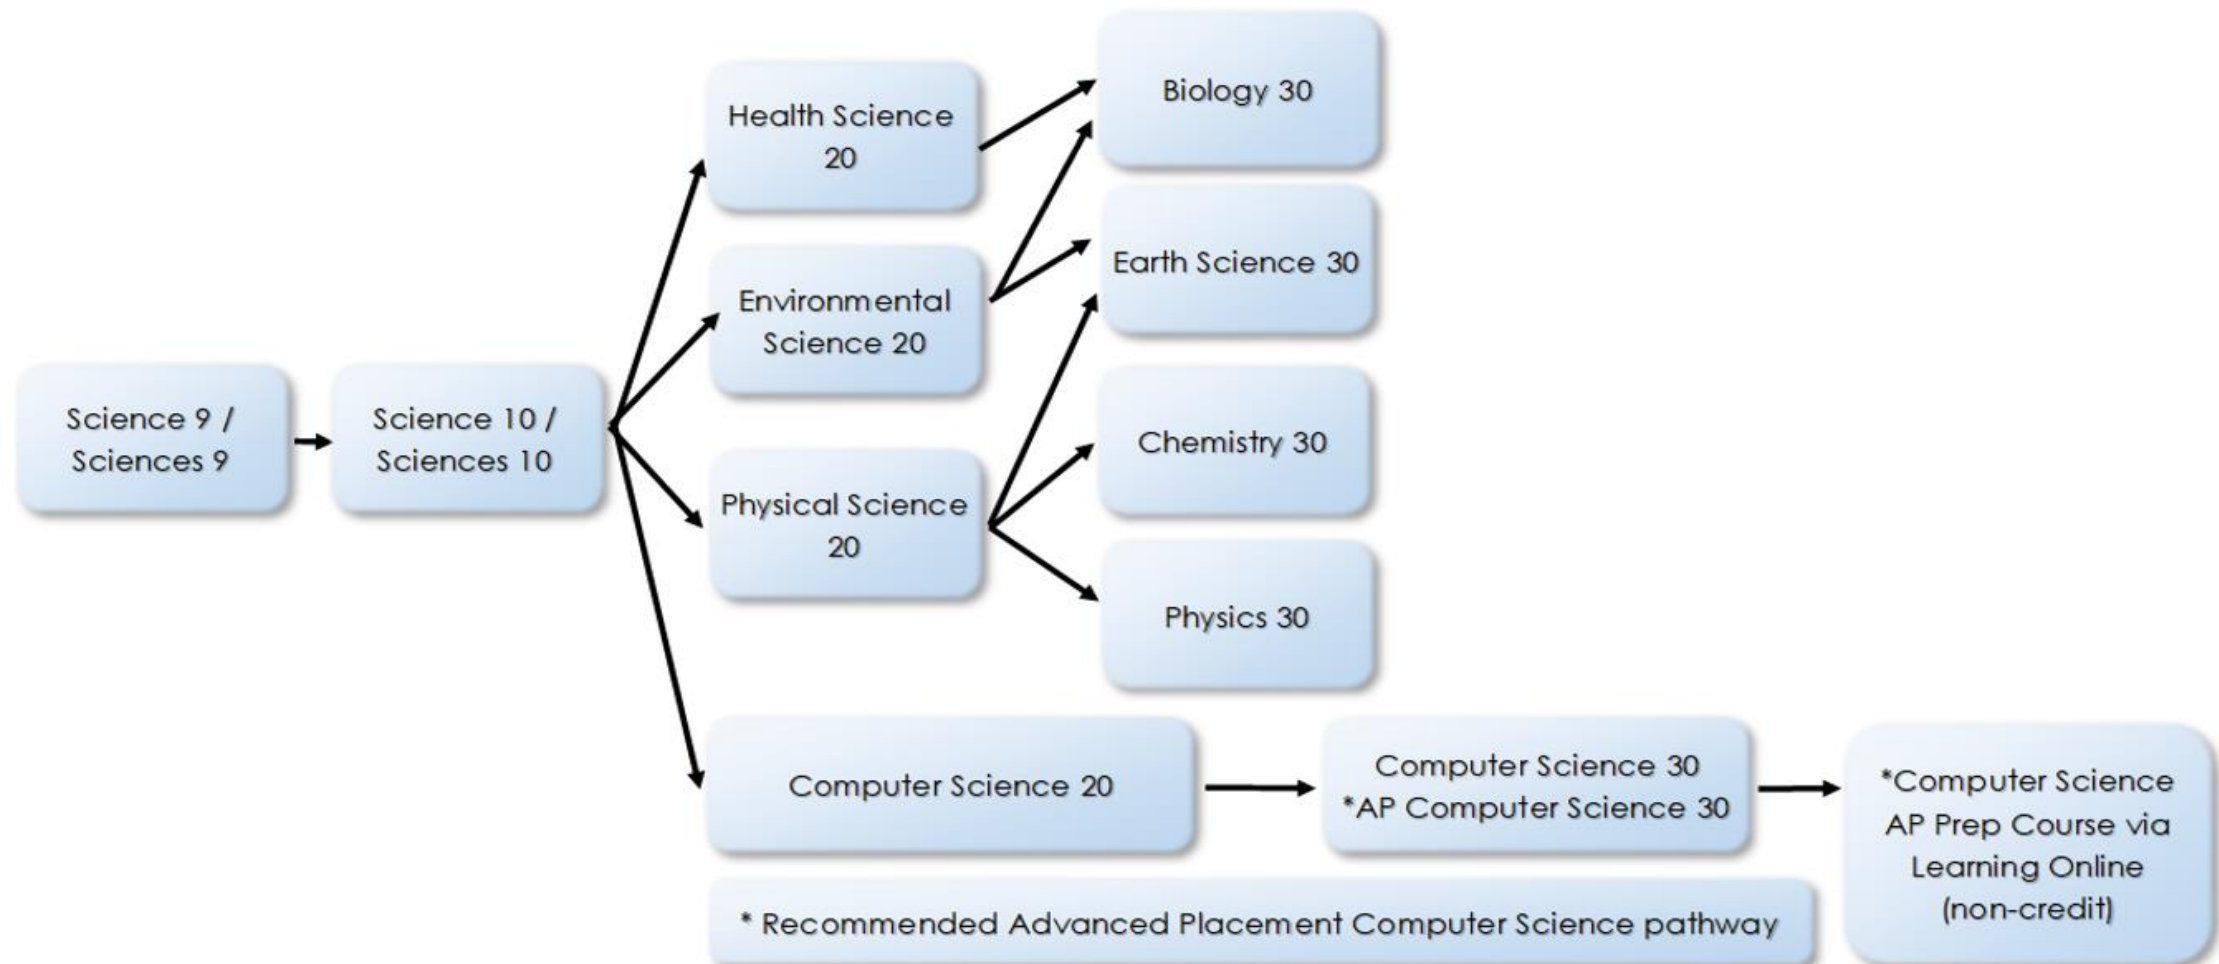 Science 9 /
Sciences 9
Science 10 /
Sciences 10
Health Science
20
Environmental
Science 20
Physical Science
20
Biology 30
Earth Science 30
Chemistry 30
Physics 30
Computer Science 20
Computer Science 30
*AP Computer Science 30
*Computer Science
AP Prep Course via
Learning Online
(non-credit)
* Recommended Advanced Placement Computer Science pathway